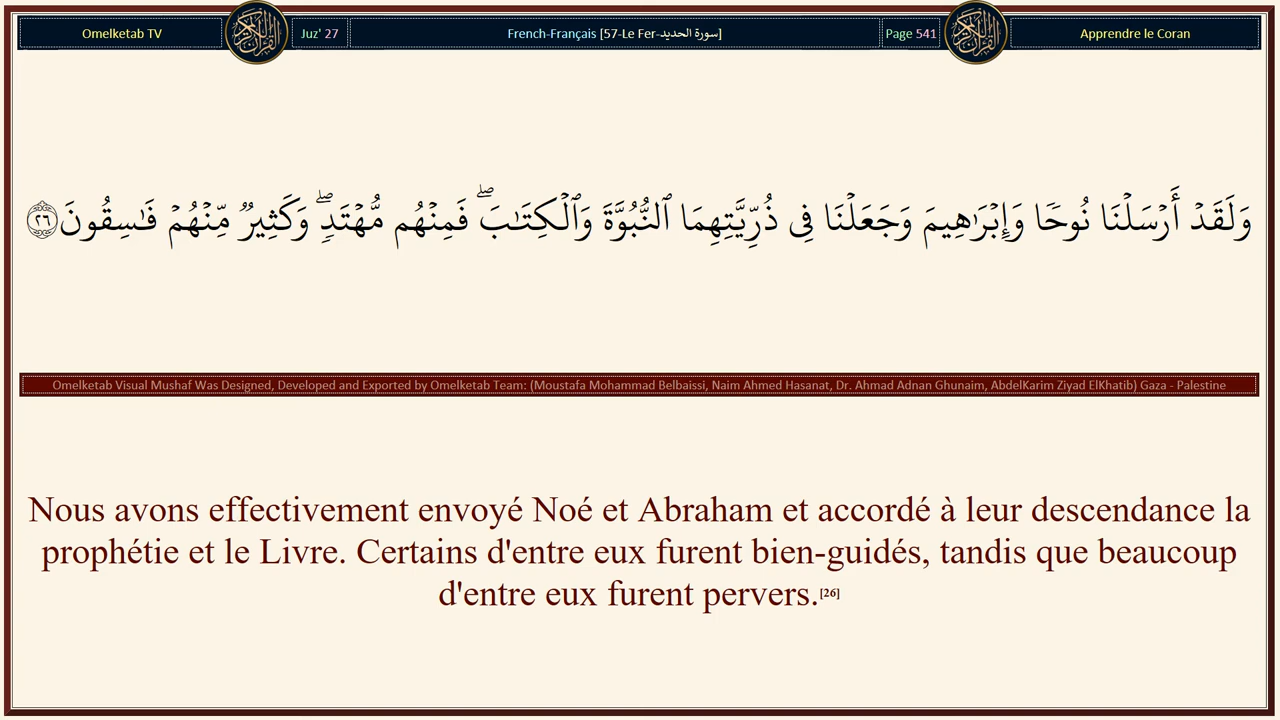 Omelketab TV
Juz' 27
French-Français [57-Le Fer-سورة الحديد]
Page 541
Apprendre le Coran
وَلَقَدۡ أَرۡسَلۡنَا نُوحٗا وَإِبۡرَٰهِيمَ وَجَعَلۡنَا فِي ذُرِّيَّتِهِمَا ٱلنُّبُوَّةَ وَٱلۡكِتَٰبَۖ فَمِنۡهُم مُّهۡتَدٖۖ وَكَثِيرٞ مِّنۡهُمۡ فَٰسِقُونَ ٢٦
Omelketab Visual Mushaf Was Designed, Developed and Exported by Omelketab Team: (Moustafa Mohammad Belbaissi, Naim Ahmed Hasanat, Dr. Ahmad Adnan Ghunaim, AbdelKarim Ziyad ElKhatib) Gaza - Palestine
Nous avons effectivement envoyé Noé et Abraham et accordé à leur descendance la
prophétie et le Livre. Certains d'entre eux furent bien-guidés, tandis que beaucoup
d'entre eux furent pervers.[26]